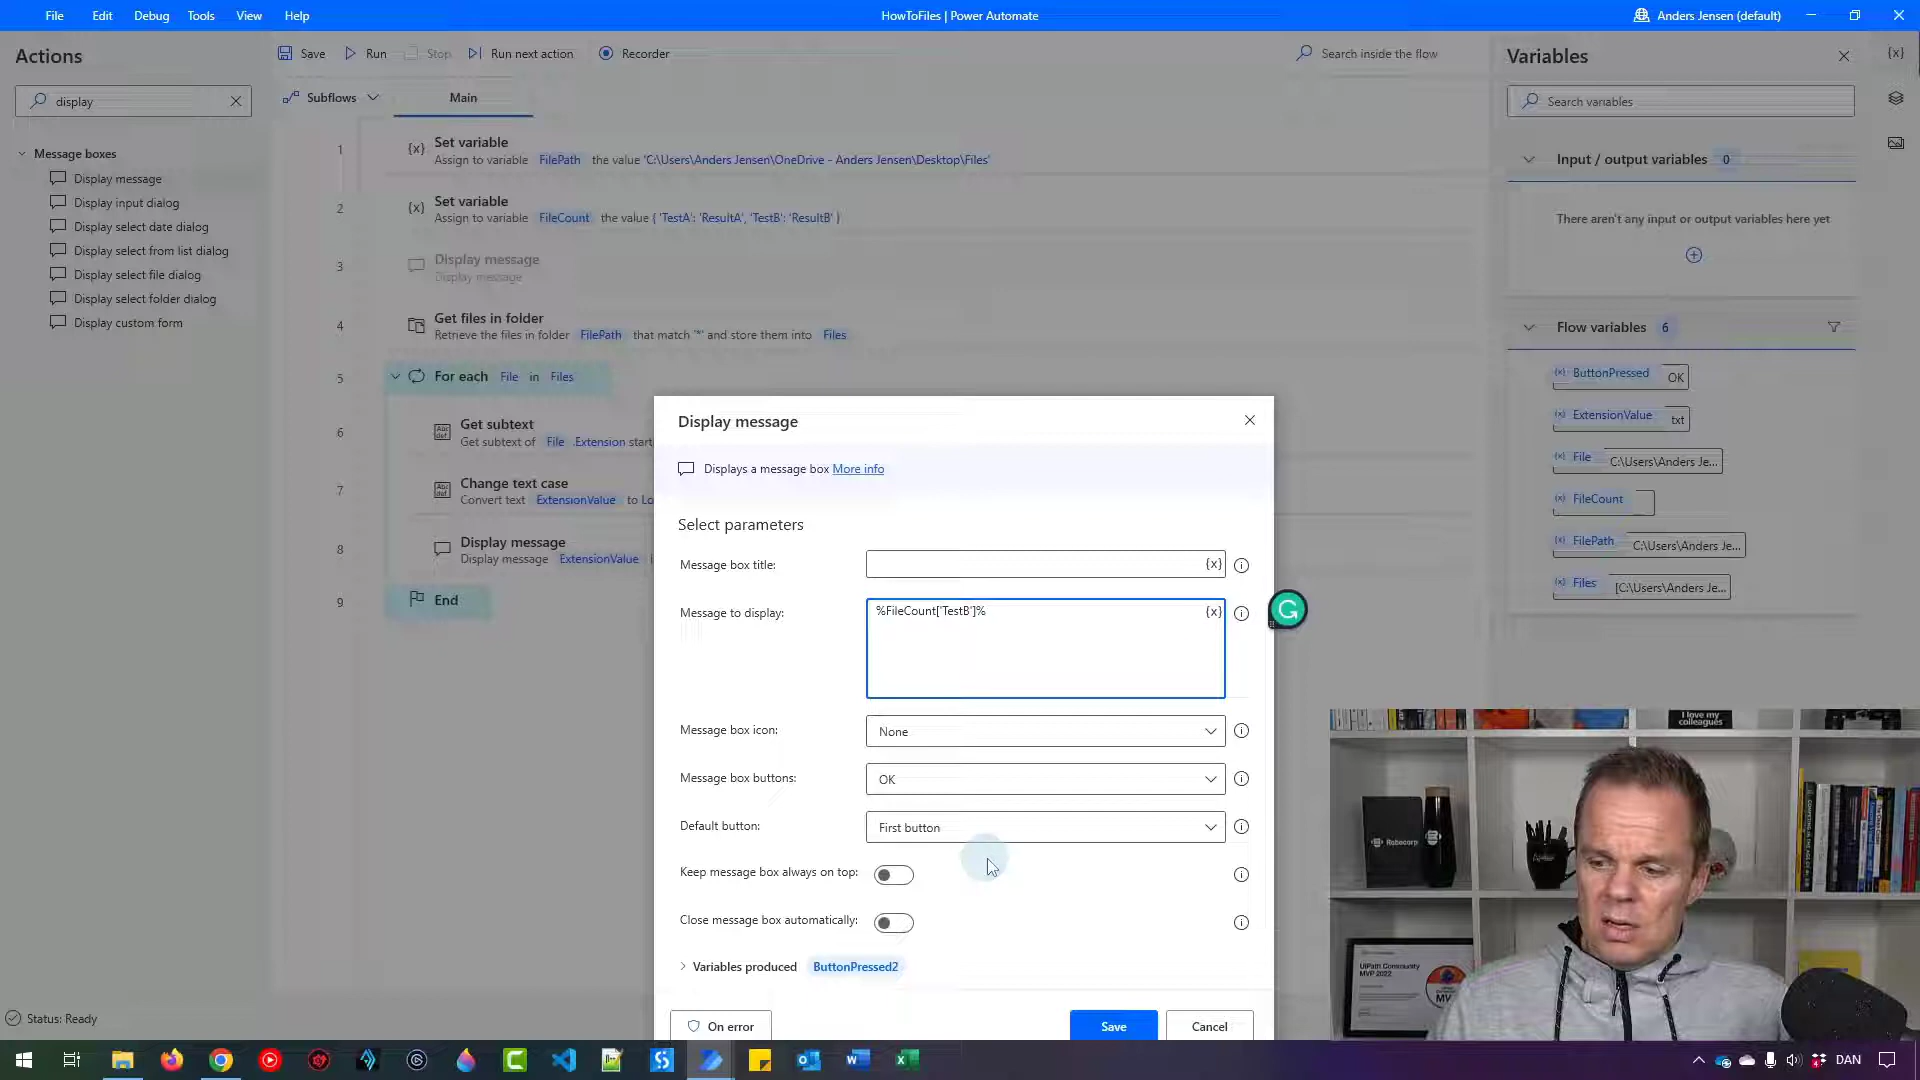 File Edit Debug Tools View Help
HowToFiles | Power Automate
Anders Jensen (default)
Actions
display
Message boxes
Display message
Display input dialog
Display select date dialog
Display select from list dialog
Display select file dialog
Display select folder dialog
Display custom form
Save Run Stop Run next action Recorder
Search inside the flow
Subflows Main
1 Set variable
Assign to variable FilePath the value 'C:\Users\Anders Jensen\OneDrive - Anders Jensen\Desktop\Files'
2 Set variable
Assign to variable FileCount the value { 'TestA': 'ResultA', 'TestB': 'ResultB' }
3 Display message
Display message
4 Get files in folder
Retrieve the files in folder FilePath that match '*' and store them into Files
5 For each File in Files
6 Get subtext
Get subtext of File .Extension start
7 Change text case
Convert text ExtensionValue to Lo
8 Display message
Display message ExtensionValue
9 End
Display message
Displays a message box More info
Select parameters
Message box title: {x}
Message to display: %FileCount['TestB']% {x}
Message box icon: None
Message box buttons: OK
Default button: First button
Keep message box always on top:
Close message box automatically:
Variables produced ButtonPressed2
On error Save Cancel
Variables
Search variables
Input / output variables 0
There aren't any input or output variables here yet
Flow variables 6
ButtonPressed OK
ExtensionValue txt
File C:\Users\Anders Je...
FileCount
FilePath C:\Users\Anders Je...
Files [C:\Users\Anders Je...
I love my
colleagues
Robocorp
UiPath Community
MVP 2022
Status: Ready
DAN